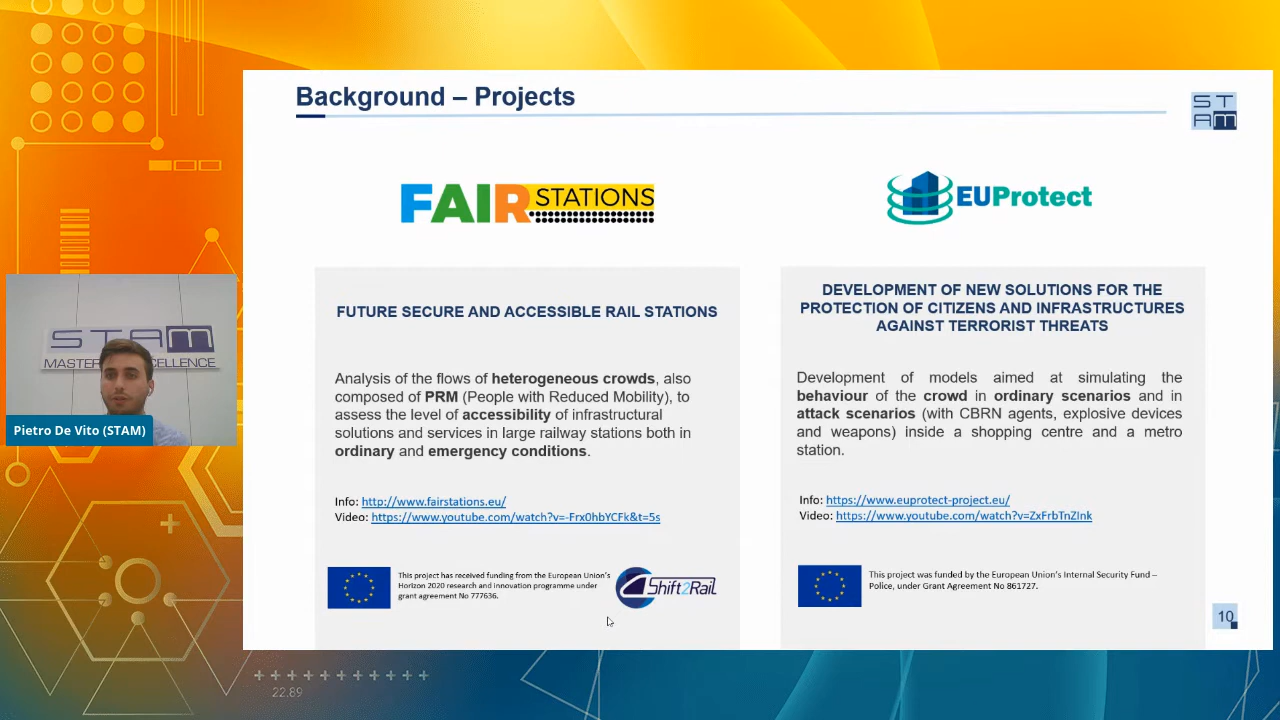 Background – Projects
ST
AM
FAIR STATIONS
EUProtect
FUTURE SECURE AND ACCESSIBLE RAIL STATIONS
Analysis of the flows of heterogeneous crowds, also
composed of PRM (People with Reduced Mobility), to
assess the level of accessibility of infrastructural
solutions and services in large railway stations both in
ordinary and emergency conditions.
Info: http://www.fairstations.eu/
Video: https://www.youtube.com/watch?v=-Frx0hbYCFk&t=5s
This project has received funding from the European Union's
Horizon 2020 research and innovation programme under
grant agreement No 777636.
Shift2Rail
DEVELOPMENT OF NEW SOLUTIONS FOR THE
PROTECTION OF CITIZENS AND INFRASTRUCTURES
AGAINST TERRORIST THREATS
Development of models aimed at simulating the
behaviour of the crowd in ordinary scenarios and in
attack scenarios (with CBRN agents, explosive devices
and weapons) inside a shopping centre and a metro
station.
Info: https://www.euprotect-project.eu/
Video: https://www.youtube.com/watch?v=ZxFrbTnZInk
This project was funded by the European Union's Internal Security Fund –
Police, under Grant Agreement No 861727.
10
STAM
Pietro De Vito (STAM)
22.89